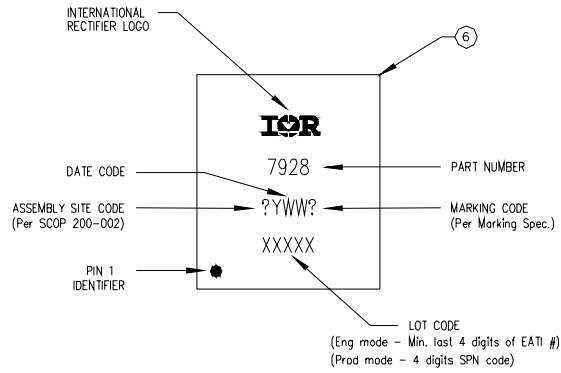 INTERNATIONAL
RECTIFIER LOGO
6
IOR
7928
PART NUMBER
DATE CODE
ASSEMBLY SITE CODE
(Per SCOP 200-002)
?YWW?
MARKING CODE
(Per Marking Spec.)
XXXXX
PIN 1
IDENTIFIER
LOT CODE
(Eng mode - Min. last 4 digits of EATI #)
(Prod mode - 4 digits SPN code)